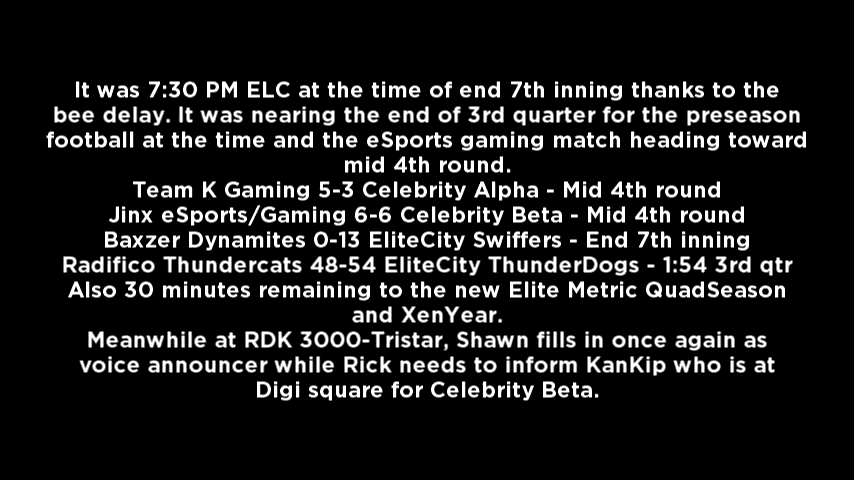 It was 7:30 PM ELC at the time of end 7th inning thanks to the
bee delay. It was nearing the end of 3rd quarter for the preseason
football at the time and the eSports gaming match heading toward
mid 4th round.
Team K Gaming 5-3 Celebrity Alpha - Mid 4th round
Jinx eSports/Gaming 6-6 Celebrity Beta - Mid 4th round
Baxzer Dynamites 0-13 EliteCity Swiffers - End 7th inning
Radifico Thundercats 48-54 EliteCity ThunderDogs - 1:54 3rd qtr
Also 30 minutes remaining to the new Elite Metric QuadSeason
and XenYear.
Meanwhile at RDK 3000-Tristar, Shawn fills in once again as
voice announcer while Rick needs to inform KanKip who is at
Digi square for Celebrity Beta.